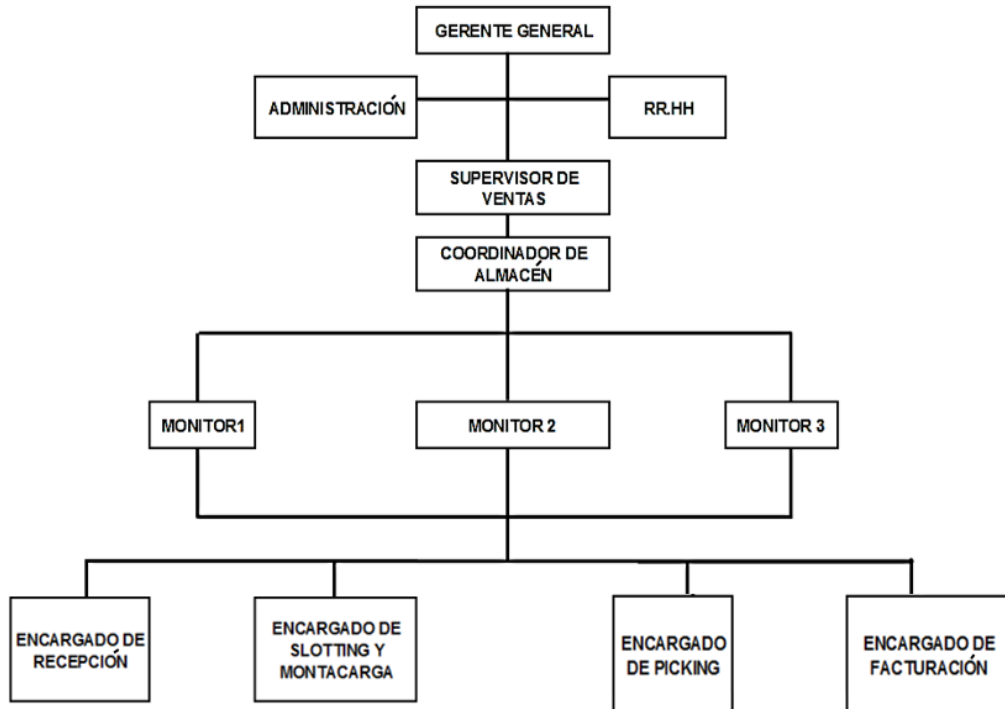 GERENTE GENERAL
ADMINISTRACIÓN
RR.HH
SUPERVISOR DE
VENTAS
COORDINADOR DE
ALMACÉN
MONITOR1
MONITOR 2
MONITOR 3
ENCARGADO DE
RECEPCIÓN
ENCARGADO DE
SLOTTING Y
MONTACARGA
ENCARGADO
DE PICKING
ENCARGADO DE
FACTURACIÓN